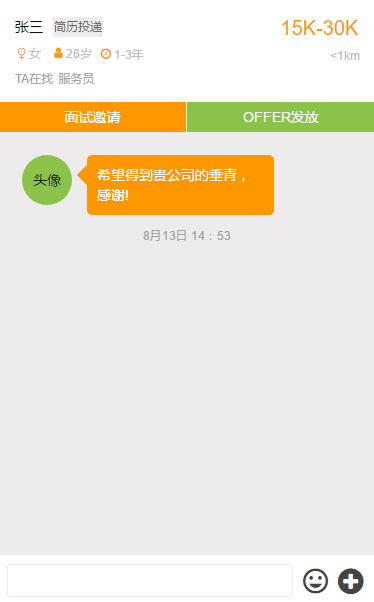 张三 简历投递 15K-30K
女 26岁 1-3年 <1km
TA在找 服务员
面试邀请 OFFER发放
头像
希望得到贵公司的垂青，
感谢!
8月13日 14：53